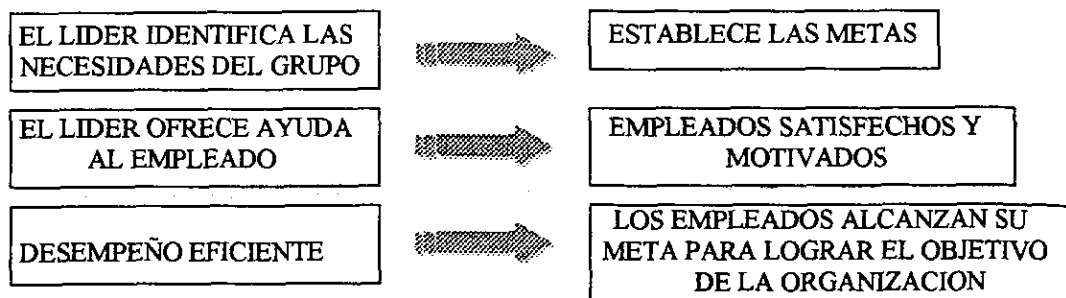 EL LIDER IDENTIFICA LAS
NECESIDADES DEL GRUPO
ESTABLECE LAS METAS
EL LIDER OFRECE AYUDA
AL EMPLEADO
EMPLEADOS SATISFECHOS Y
MOTIVADOS
DESEMPEÑO EFICIENTE
LOS EMPLEADOS ALCANZAN SU
META PARA LOGRAR EL OBJETIVO
DE LA ORGANIZACION